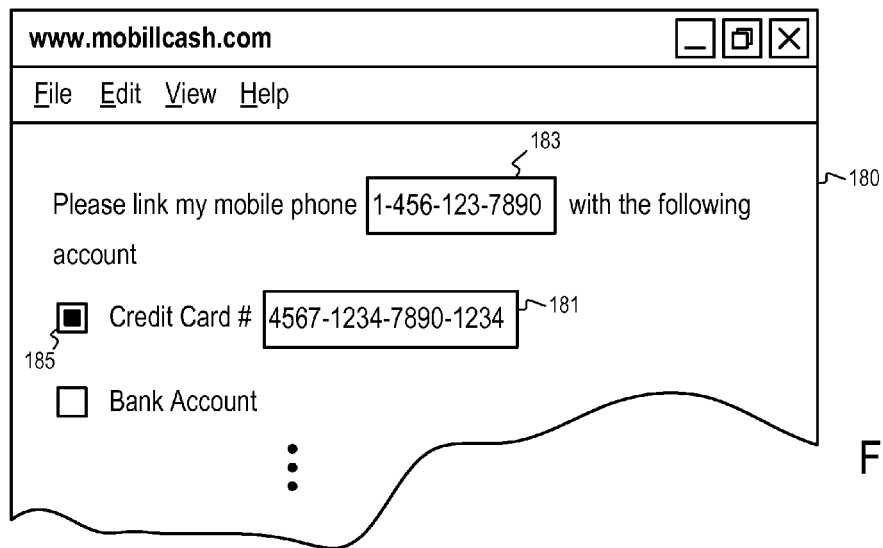 www.mobillcash.com
File Edit View Help
183
180
Please link my mobile phone 1-456-123-7890 with the following
account
Credit Card # 4567-1234-7890-1234 181
185
Bank Account
F